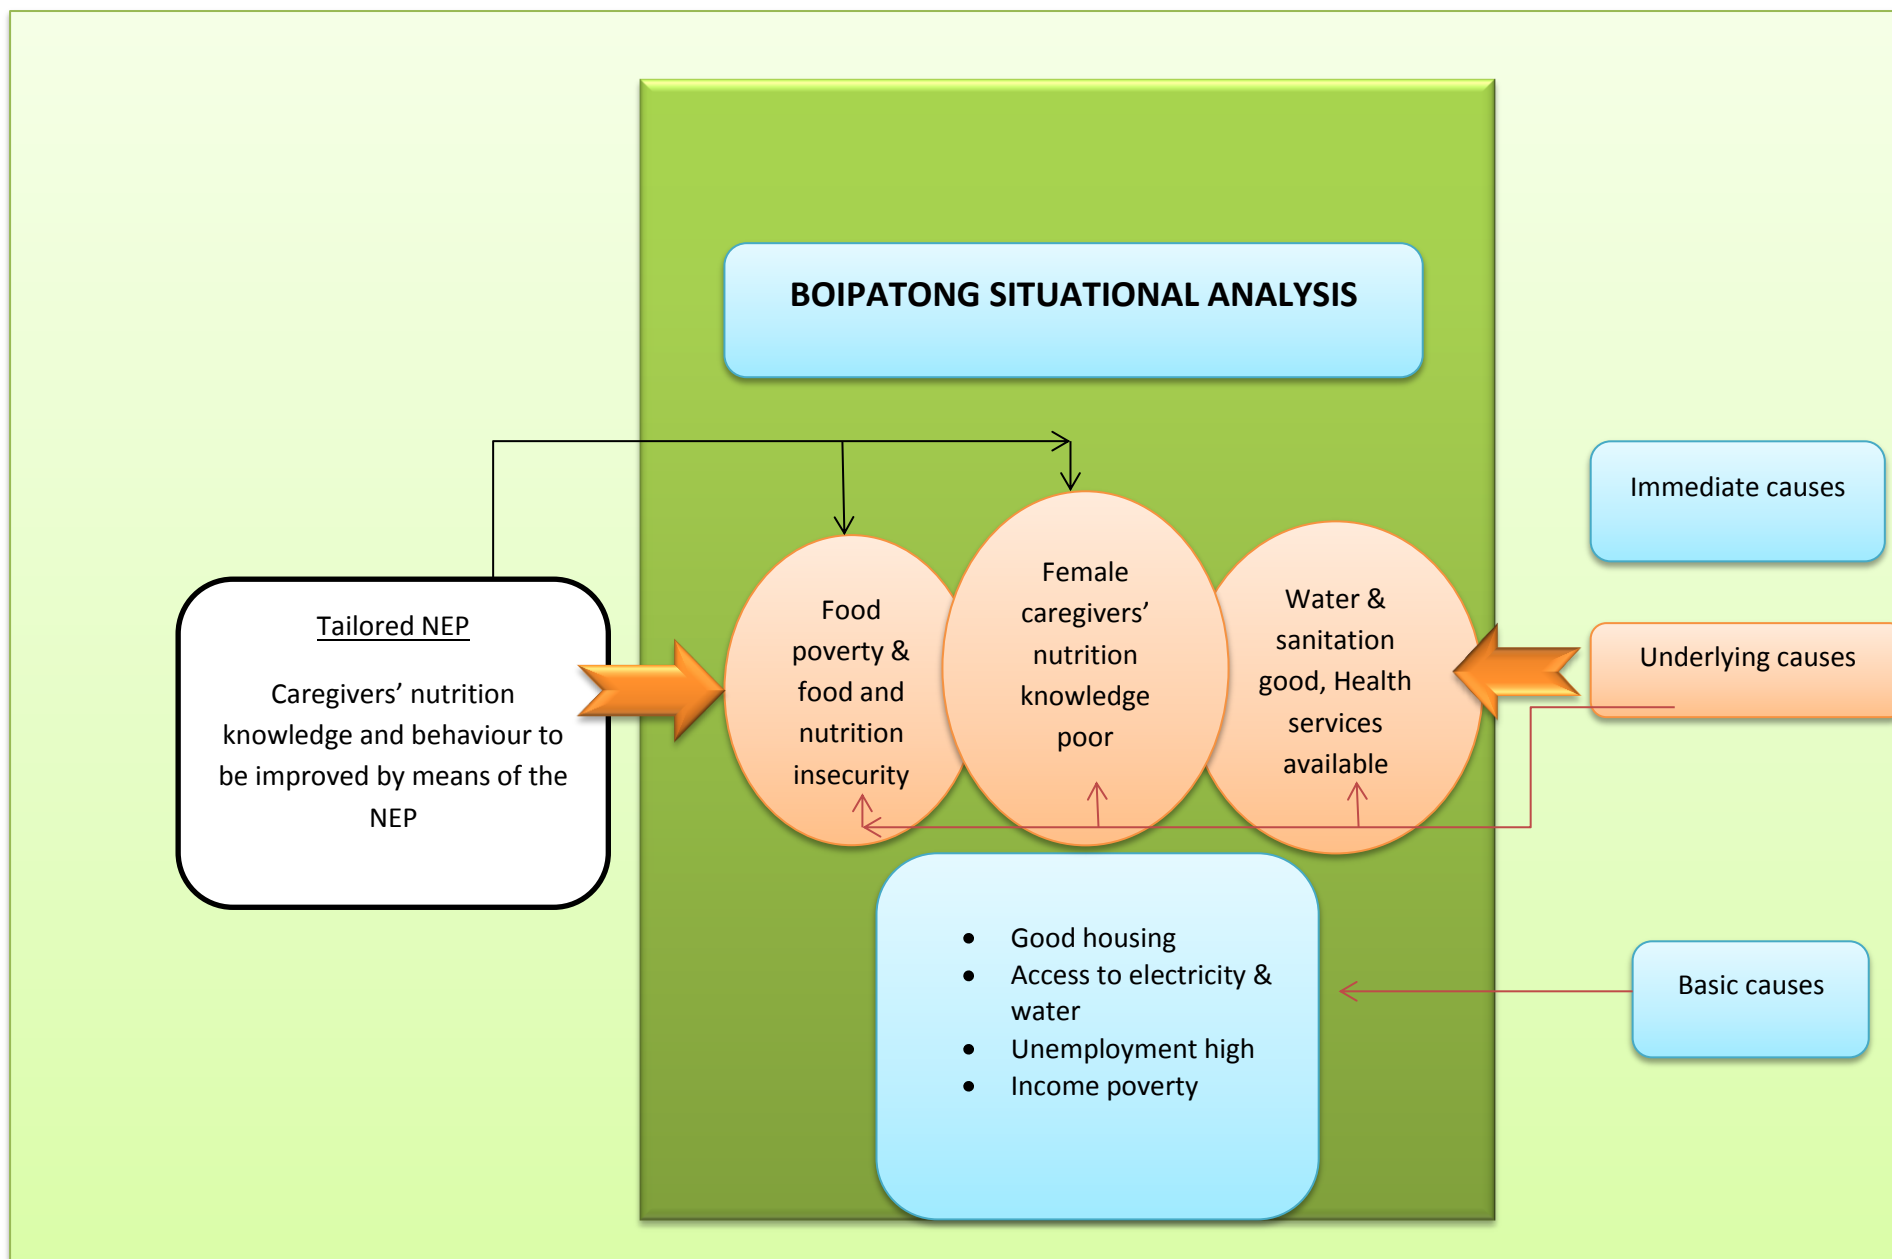 BOIPATONG SITUATIONAL ANALYSIS
Immediate causes
Tailored NEP
Caregivers’ nutrition
knowledge and behaviour to
be improved by means of the
NEP
Food
poverty &
food and
nutrition
insecurity
Female
caregivers’
nutrition
knowledge
poor
Water &
sanitation
good, Health
services
available
Underlying causes
• Good housing
• Access to electricity &
water
• Unemployment high
• Income poverty
Basic causes